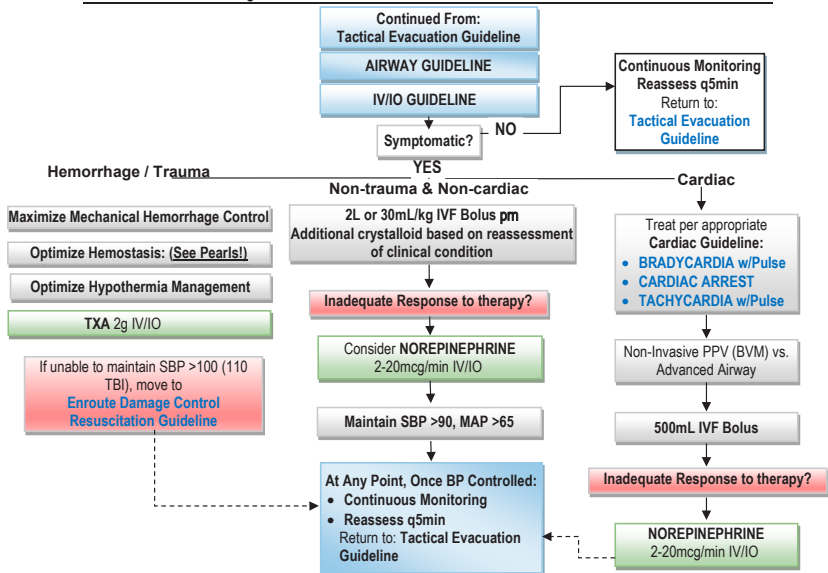 Continued From:
Tactical Evacuation Guideline
AIRWAY GUIDELINE
IV/IO GUIDELINE
Symptomatic?
NO
Continuous Monitoring
Reassess q5min
Return to:
Tactical Evacuation
Guideline
YES
Hemorrhage / Trauma
Maximize Mechanical Hemorrhage Control
Optimize Hemostasis: (See Pearls!)
Optimize Hypothermia Management
TXA 2g IV/IO
If unable to maintain SBP >100 (110
TBI), move to
Enroute Damage Control
Resuscitation Guideline
Non-trauma & Non-cardiac
2L or 30mL/kg IVF Bolus prn
Additional crystalloid based on reassessment
of clinical condition
Inadequate Response to therapy?
Consider NOREPINEPHRINE
2-20mcg/min IV/IO
Maintain SBP >90, MAP >65
At Any Point, Once BP Controlled:
• Continuous Monitoring
• Reassess q5min
Return to: Tactical Evacuation
Guideline
Cardiac
Treat per appropriate
Cardiac Guideline:
• BRADYCARDIA w/Pulse
• CARDIAC ARREST
• TACHYCARDIA w/Pulse
Non-Invasive PPV (BVM) vs.
Advanced Airway
500mL IVF Bolus
Inadequate Response to therapy?
NOREPINEPHRINE
2-20mcg/min IV/IO